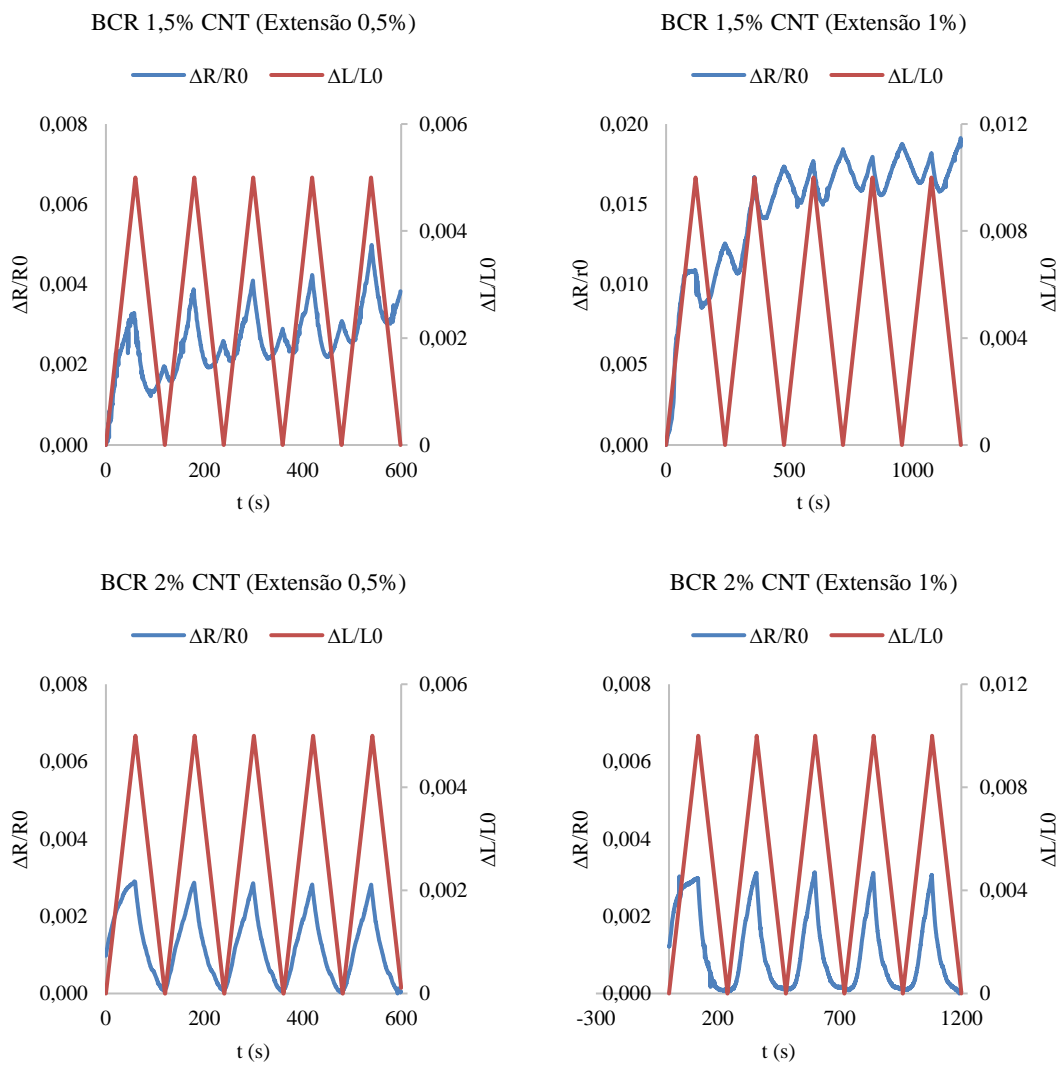 BCR 1,5% CNT (Extensão 0,5%)
ΔR/R0 ΔL/L0
0,008
0,006
0,004
0,002
0,000
ΔR/R0
0,006
0,004
0,002
0
ΔL/L0
0 200 400 600
t (s)
BCR 1,5% CNT (Extensão 1%)
ΔR/R0 ΔL/L0
0,020
0,015
0,010
0,005
0,000
ΔR/r0
0,012
0,008
0,004
0
ΔL/L0
0 500 1000
t (s)
BCR 2% CNT (Extensão 0,5%)
ΔR/R0 ΔL/L0
0,008
0,006
0,004
0,002
0,000
ΔR/R0
0,006
0,004
0,002
0
ΔL/L0
0 200 400 600
t (s)
BCR 2% CNT (Extensão 1%)
ΔR/R0 ΔL/L0
0,008
0,006
0,004
0,002
0,000
ΔR/R0
0,012
0,008
0,004
0
ΔL/L0
-300 200 700 1200
t (s)